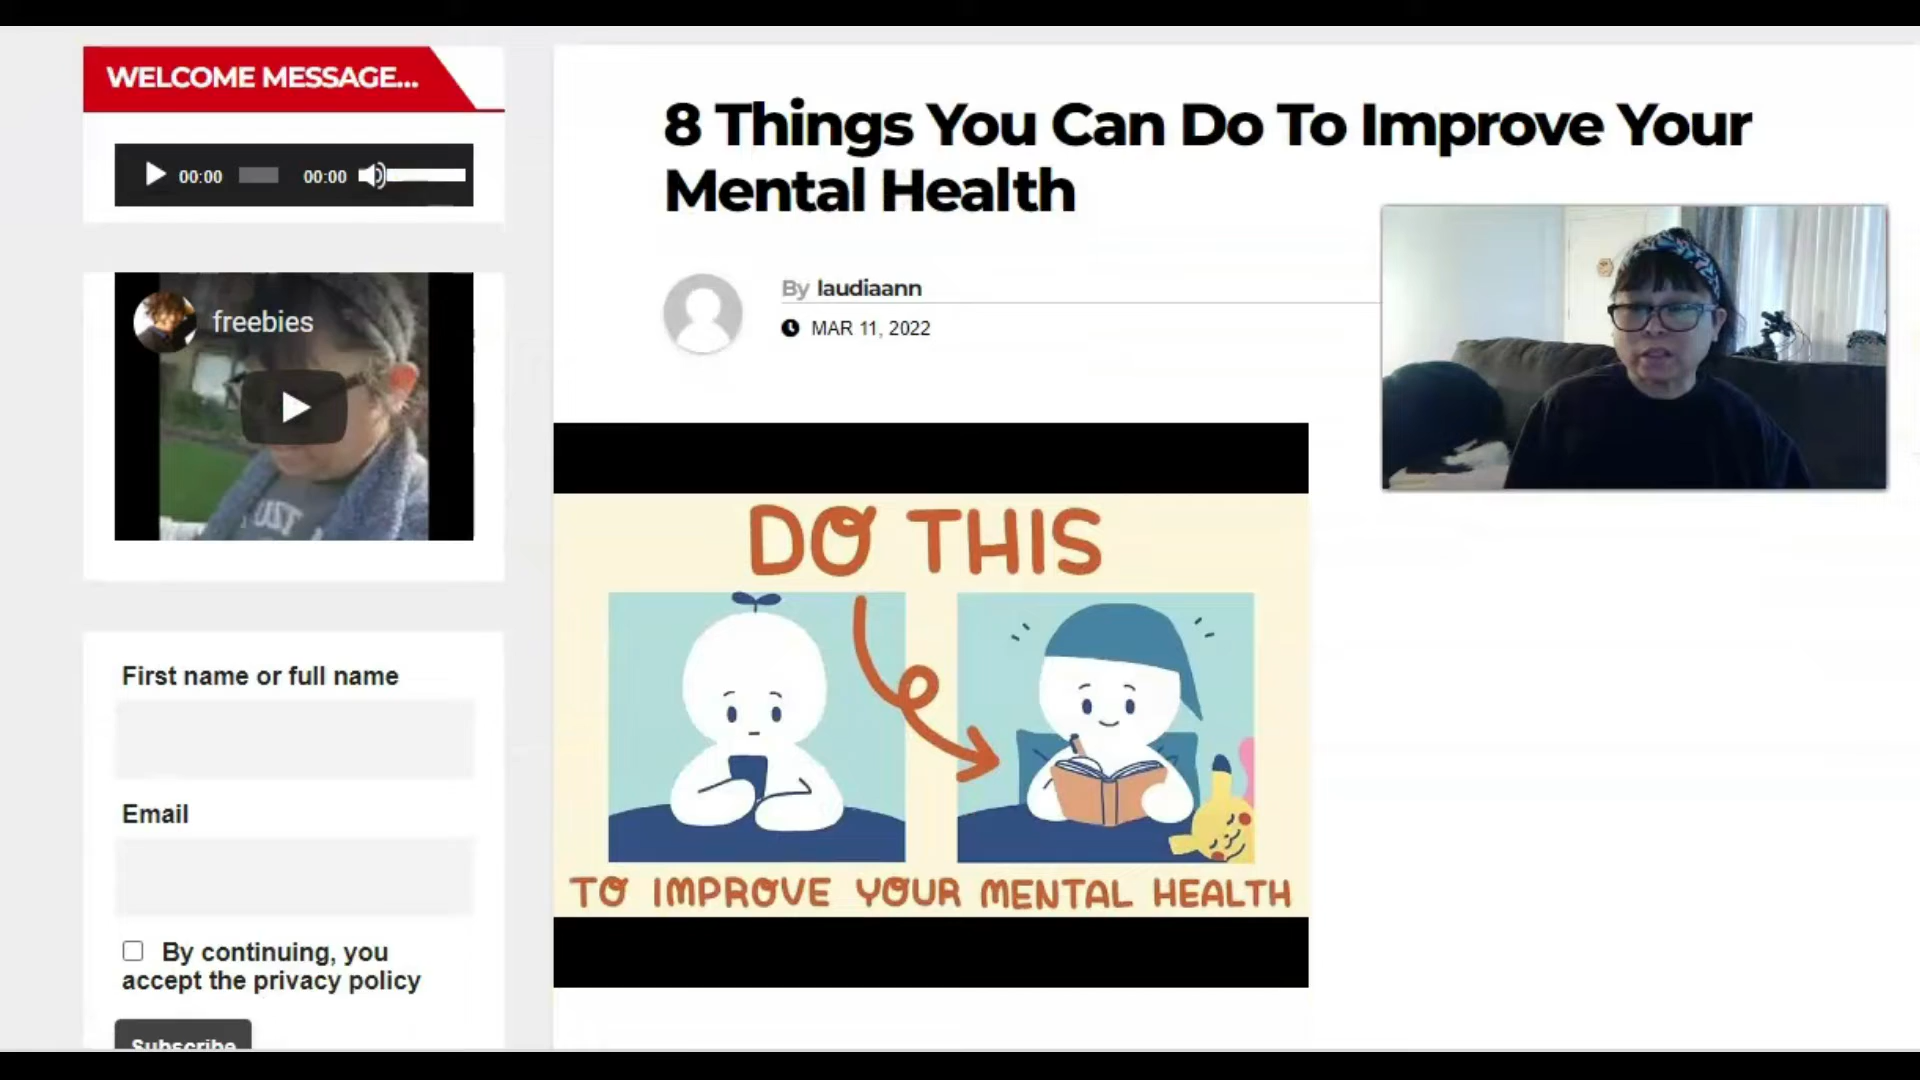 WELCOME MESSAGE...
00:00 00:00
freebies
First name or full name
Email
By continuing, you
accept the privacy policy
Subscribe
8 Things You Can Do To Improve Your
Mental Health
By laudiaann
MAR 11, 2022
DO THIS
TO IMPROVE YOUR MENTAL HEALTH